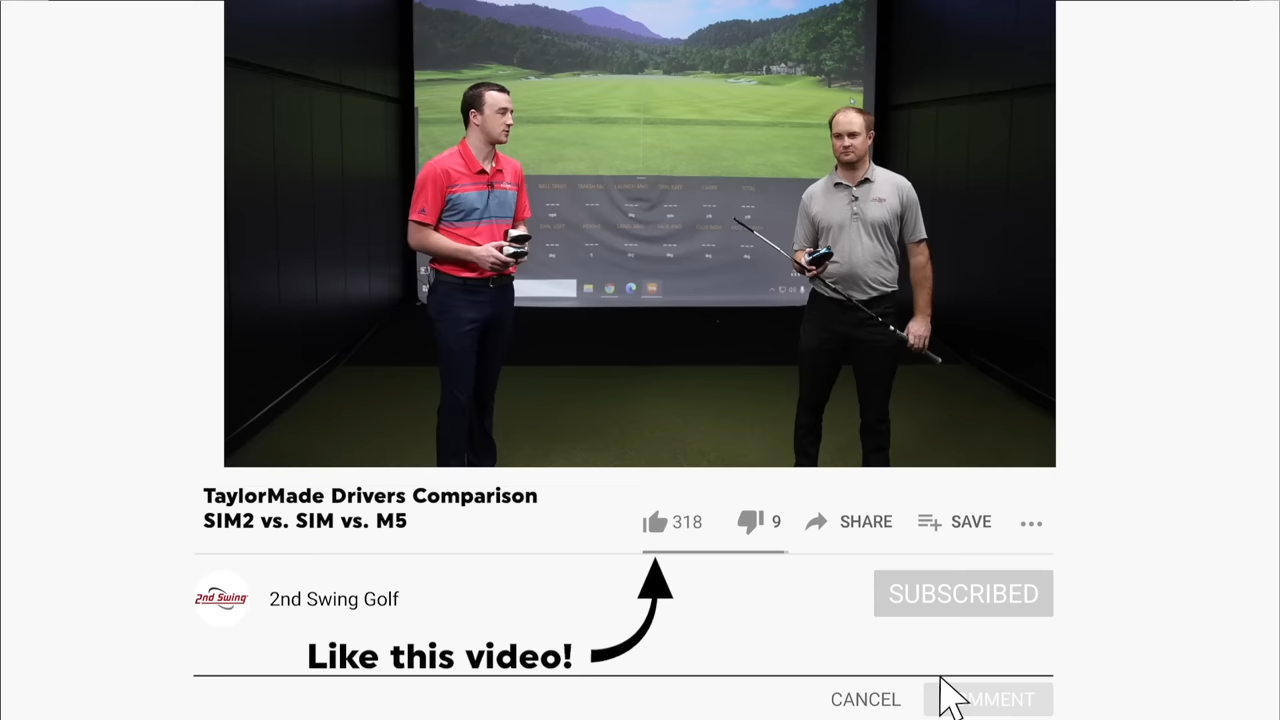 TaylorMade Drivers Comparison
SIM2 vs. SIM vs. M5
318
9
SHARE
SAVE
2nd Swing
2nd Swing Golf
SUBSCRIBED
Like this video!
CANCEL
MMENT